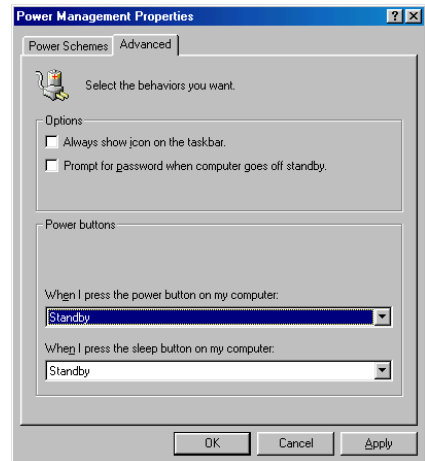 Power Management Properties
Power Schemes Advanced
Select the behaviors you want.
Options
Always show icon on the taskbar.
Prompt for password when computer goes off standby.
Power buttons
When I press the power button on my computer:
Standby
When I press the sleep button on my computer:
Standby
OK Cancel Apply